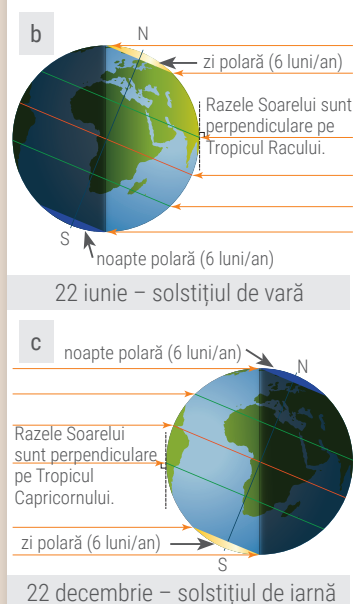 b
N
zi polară (6 luni/an)
Razele Soarelui sunt
perpendiculare pe
Tropicul Racului.
S
noapte polară (6 luni/an)
22 iunie – solstițiul de vară
c
noapte polară (6 luni/an)
N
Razele Soarelui
sunt perpendiculare
pe Tropicul
Capricornului.
zi polară (6 luni/an)
S
22 decembrie – solstițiul de iarnă